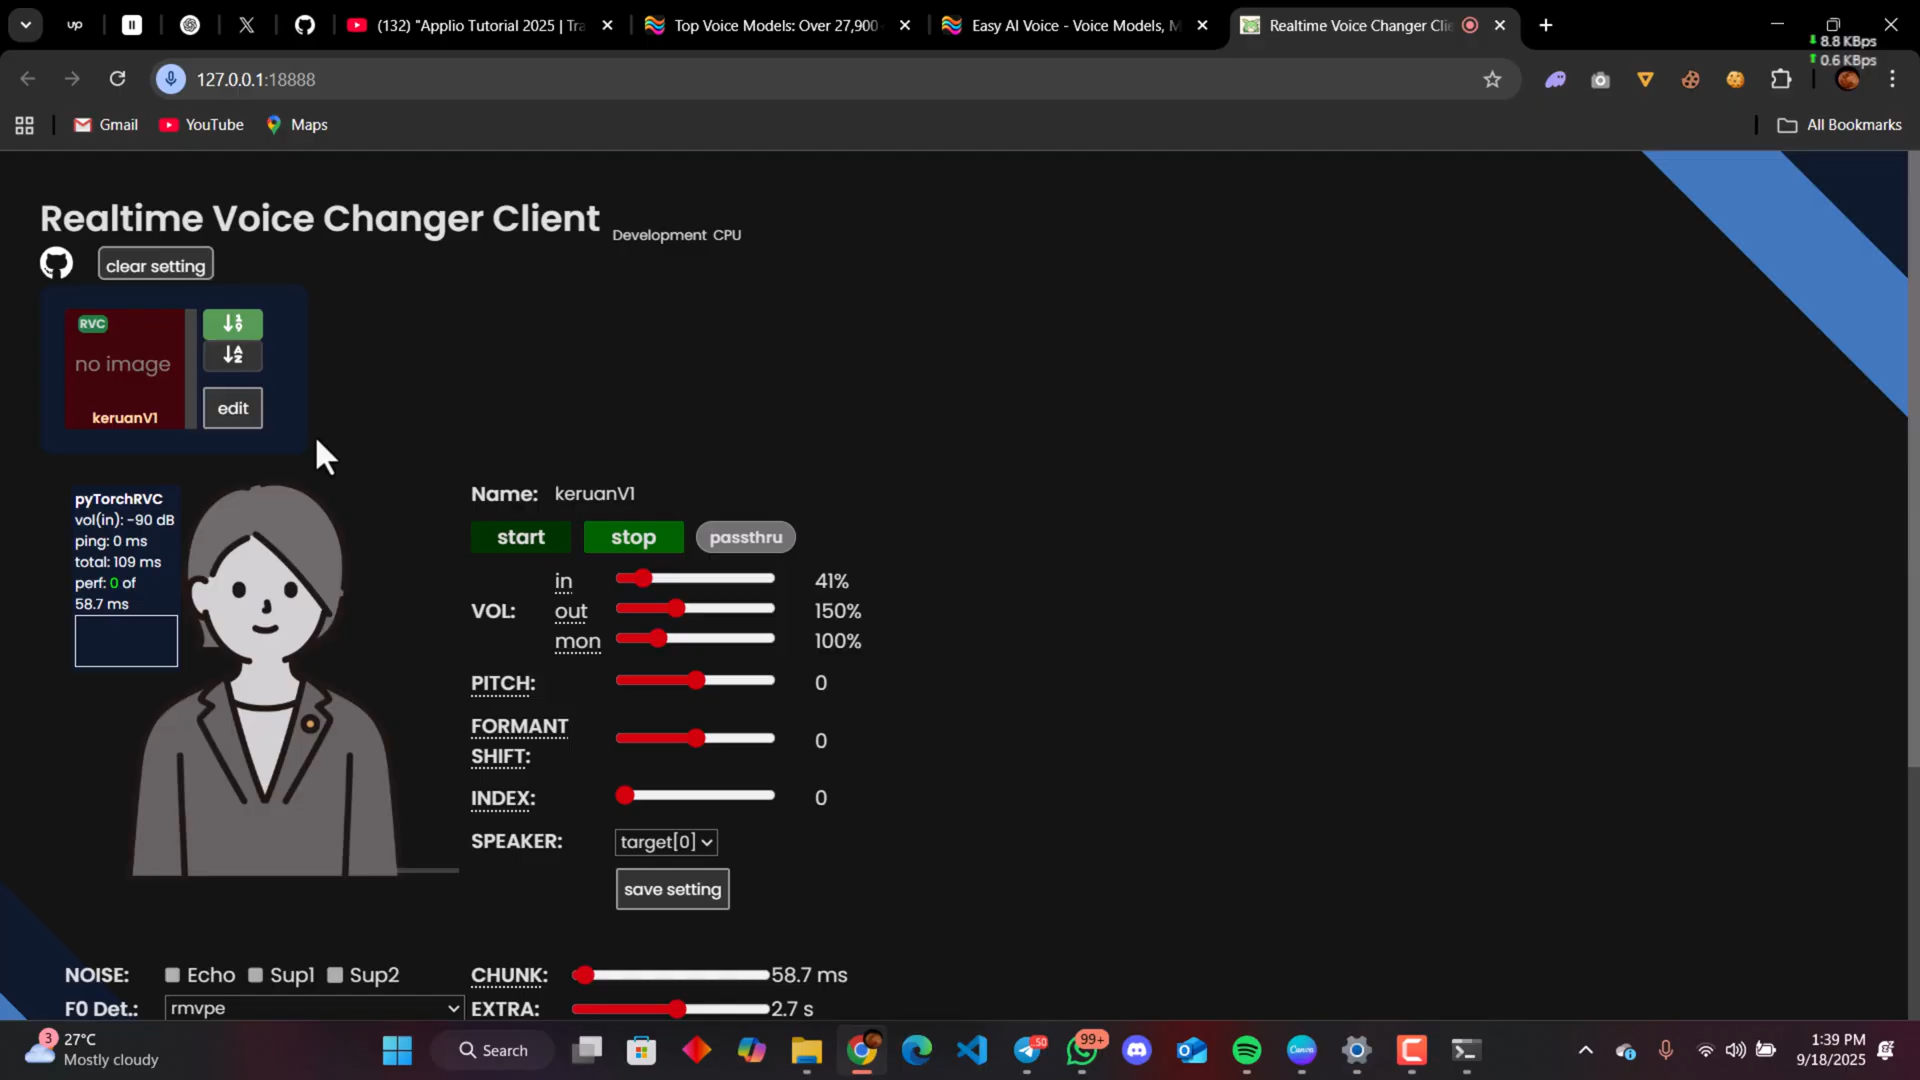 (132) "Applio Tutorial 2025 | Tra
Top Voice Models: Over 27,900
Easy AI Voice - Voice Models, M
Realtime Voice Changer Clie
8.8 KBps
0.6 KBps
127.0.0.1:18888
Gmail
YouTube
Maps
All Bookmarks
Realtime Voice Changer Client
Development CPU
clear setting
RVC
no image
keruanV1
edit
pyTorchRVC
vol(in): -90 dB
ping: 0 ms
total: 109 ms
perf: 0 of
58.7 ms
Name: keruanV1
start stop passthru
VOL:
in 41%
out 150%
mon 100%
PITCH: 0
FORMANT
SHIFT: 0
INDEX: 0
SPEAKER: target[0]
save setting
NOISE: Echo Sup1 Sup2
CHUNK: 58.7 ms
F0 Det.: rmvpe
EXTRA: 2.7 s
3
27°C
Mostly cloudy
Search
50
99+
Canva
1:39 PM
9/18/2025